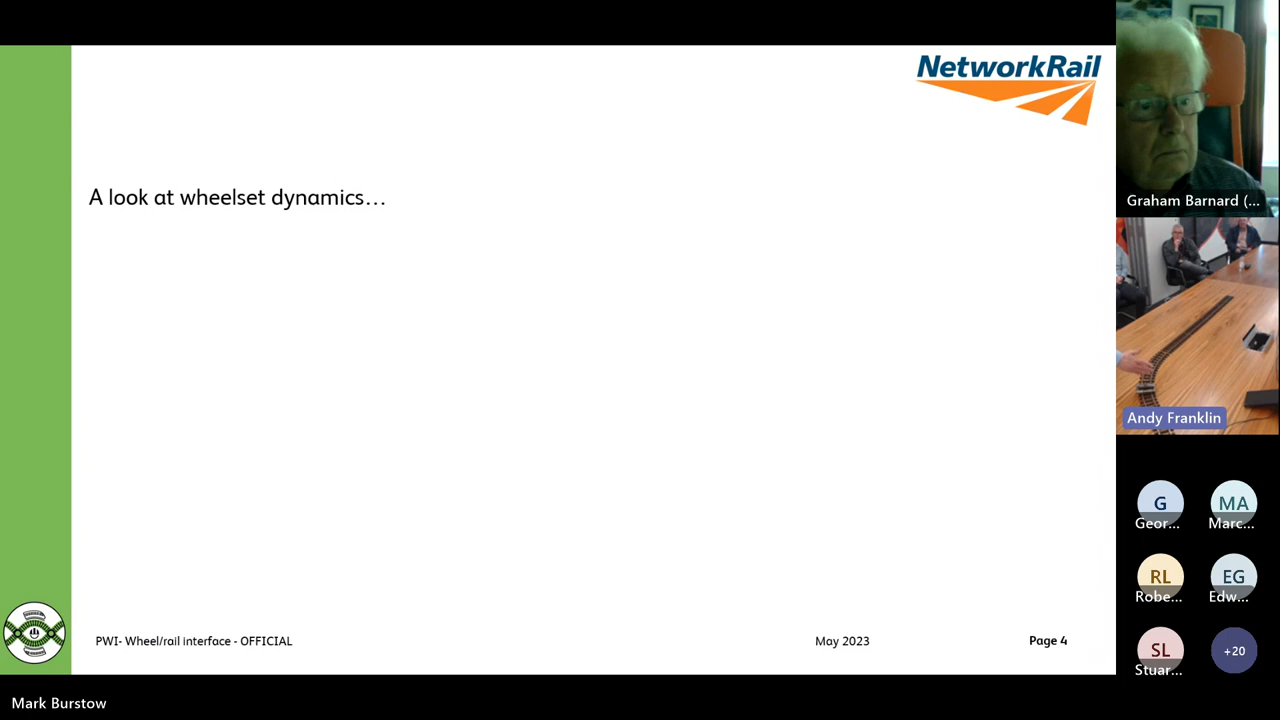 NetworkRail
A look at wheelset dynamics...
PWI- Wheel/rail interface - OFFICIAL
May 2023
Page 4
Graham Barnard (...
Andy Franklin
G
MA
Geor...
Marc...
RL
EG
Robe...
Edw...
SL
+20
Stuar...
Mark Burstow